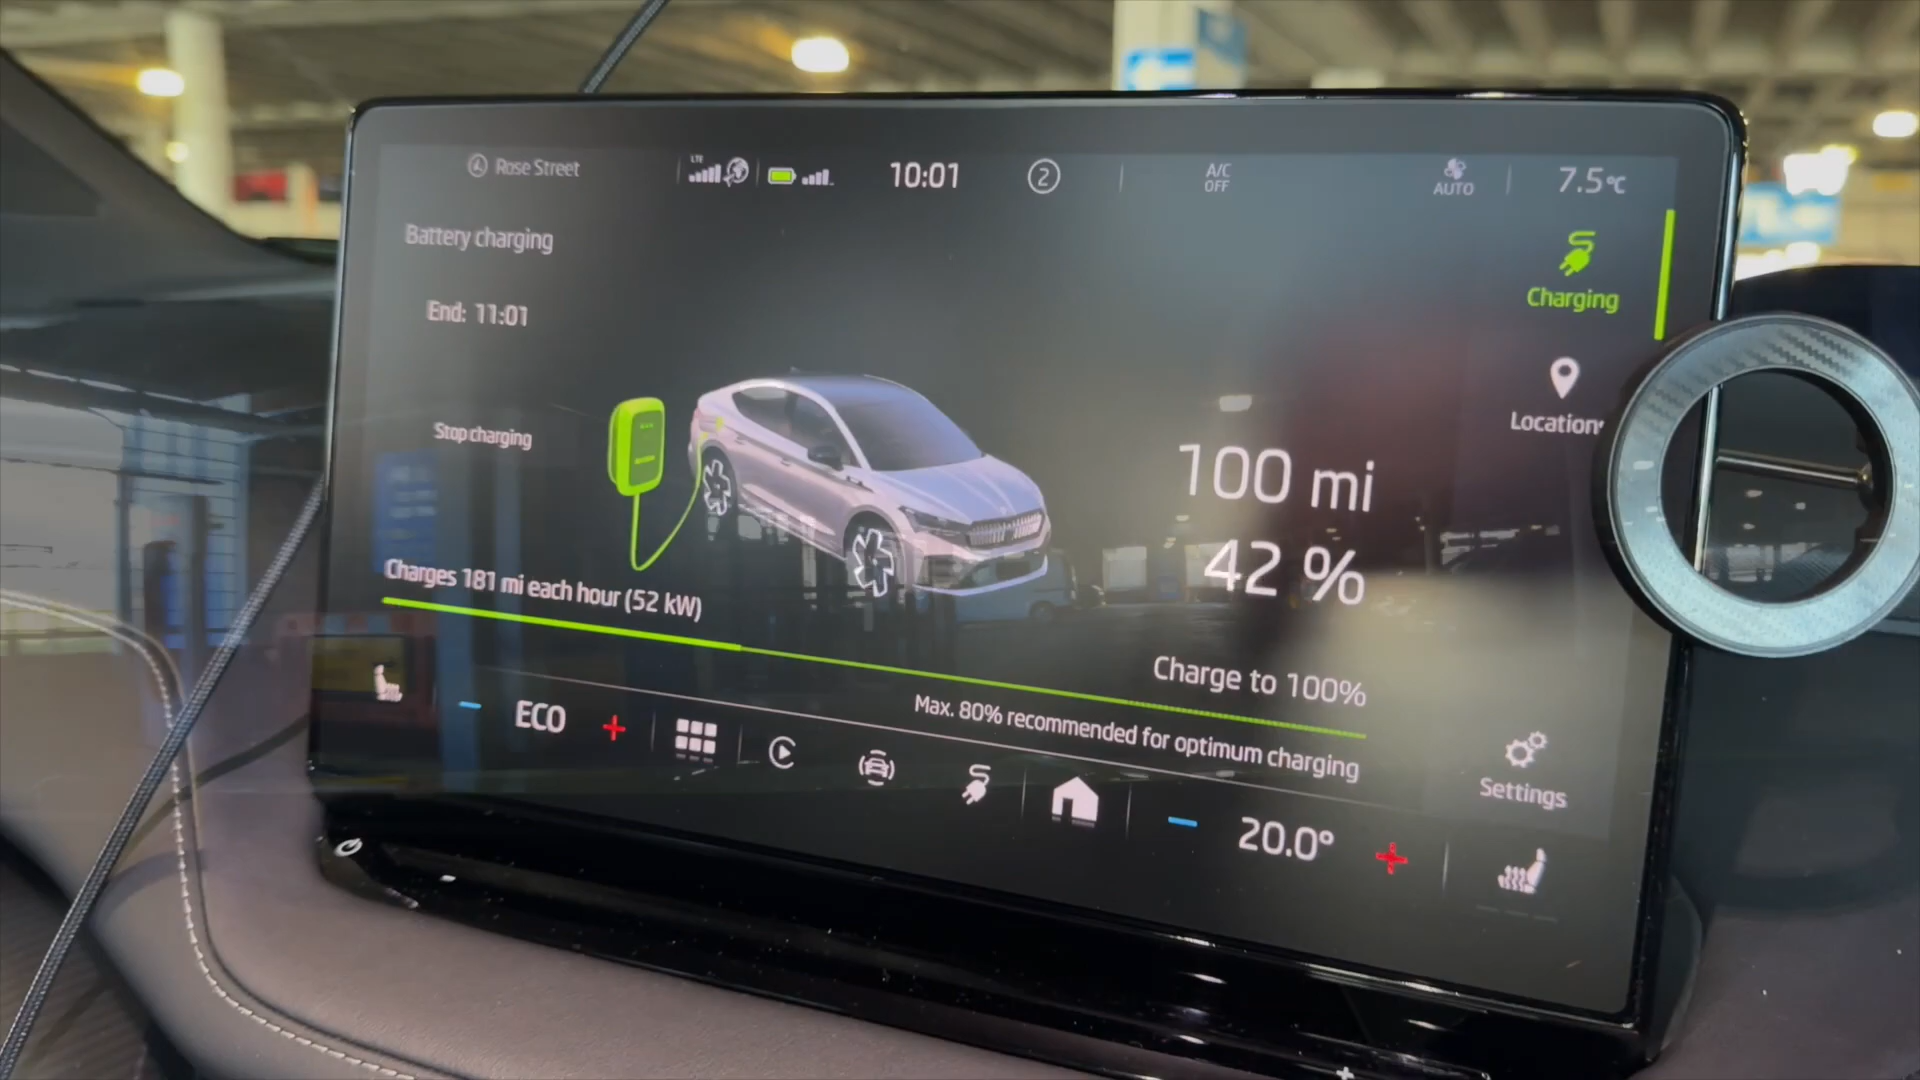 Rose Street
LTE
10:01
2
A/C
OFF
AUTO
7.5°C
Battery charging
End: 11:01
Stop charging
Charging
Location
100 mi
42 %
Charges 181 mi each hour (52 kW)
Charge to 100%
Max. 80% recommended for optimum charging
Settings
ECO
20.0°